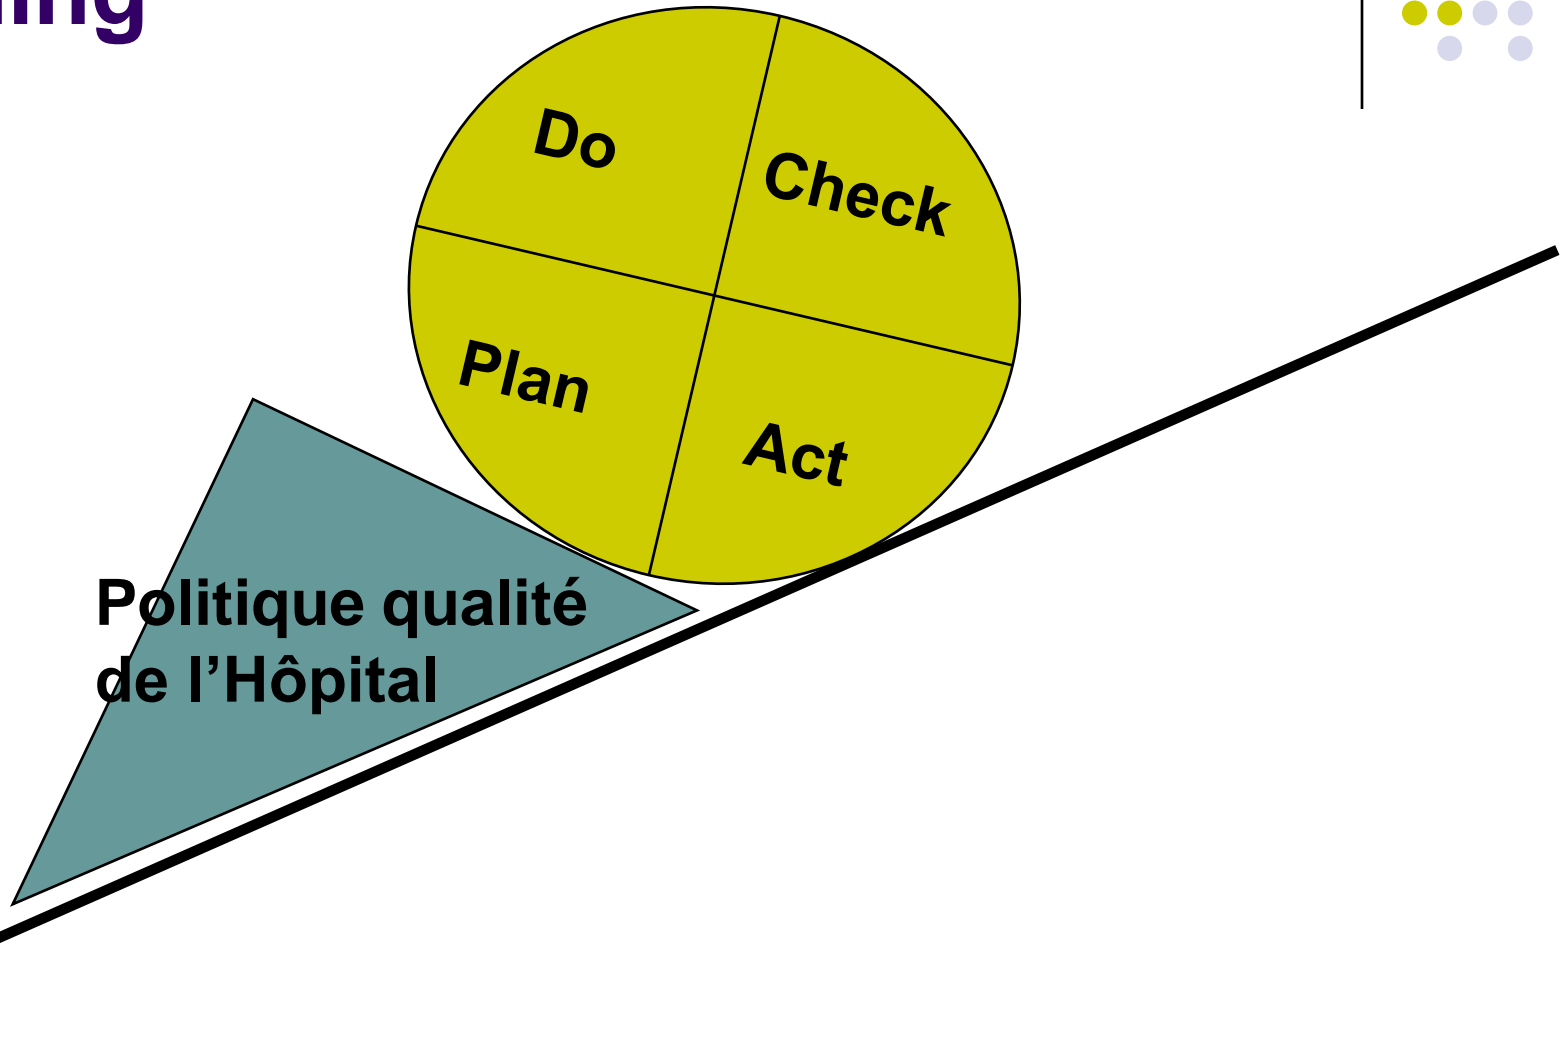 Do
Check
Plan
Act
Politique qualité
de l’Hôpital